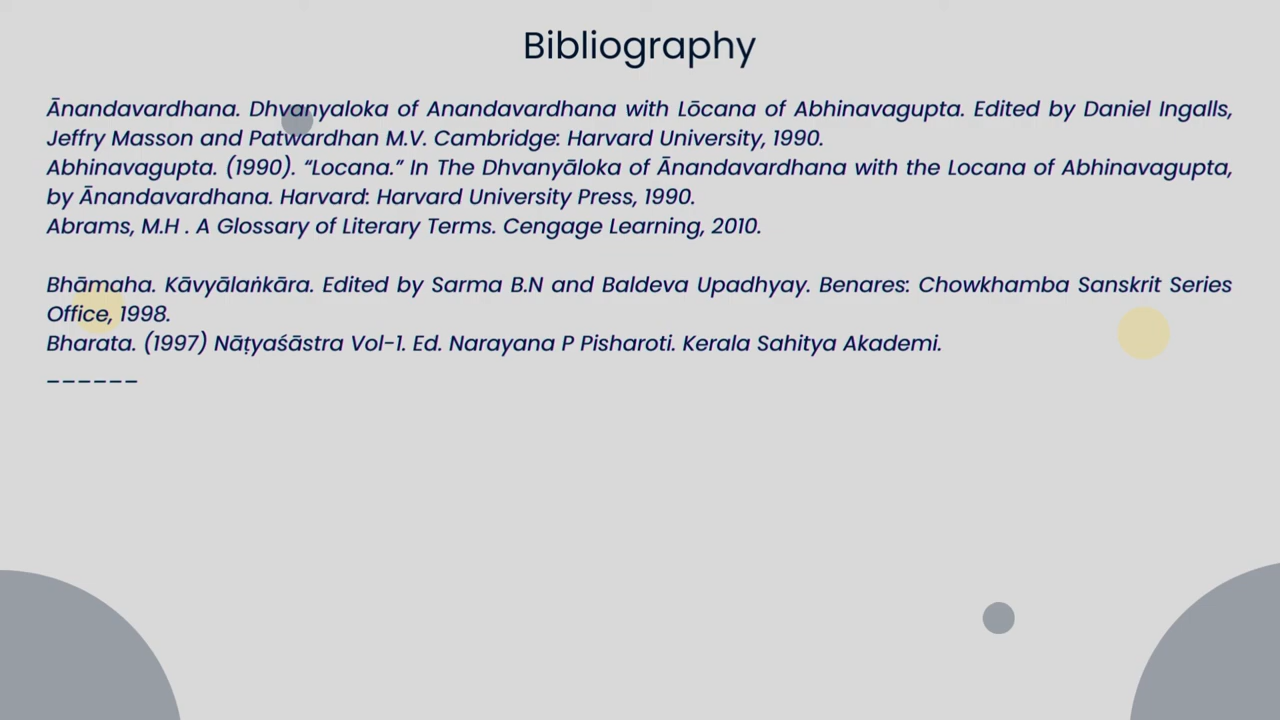 Bibliography
Ānandavardhana. Dhvanyaloka of Anandavardhana with Lōcana of Abhinavagupta. Edited by Daniel Ingalls,
Jeffry Masson and Patwardhan M.V. Cambridge: Harvard University, 1990.
Abhinavagupta. (1990). “Locana.” In The Dhvanyāloka of Ānandavardhana with the Locana of Abhinavagupta,
by Ānandavardhana. Harvard: Harvard University Press, 1990.
Abrams, M.H . A Glossary of Literary Terms. Cengage Learning, 2010.
Bhāmaha. Kāvyālaṅkāra. Edited by Sarma B.N and Baldeva Upadhyay. Benares: Chowkhamba Sanskrit Series
Office, 1998.
Bharata. (1997) Nāṭyaśāstra Vol-1. Ed. Narayana P Pisharoti. Kerala Sahitya Akademi.
––––––